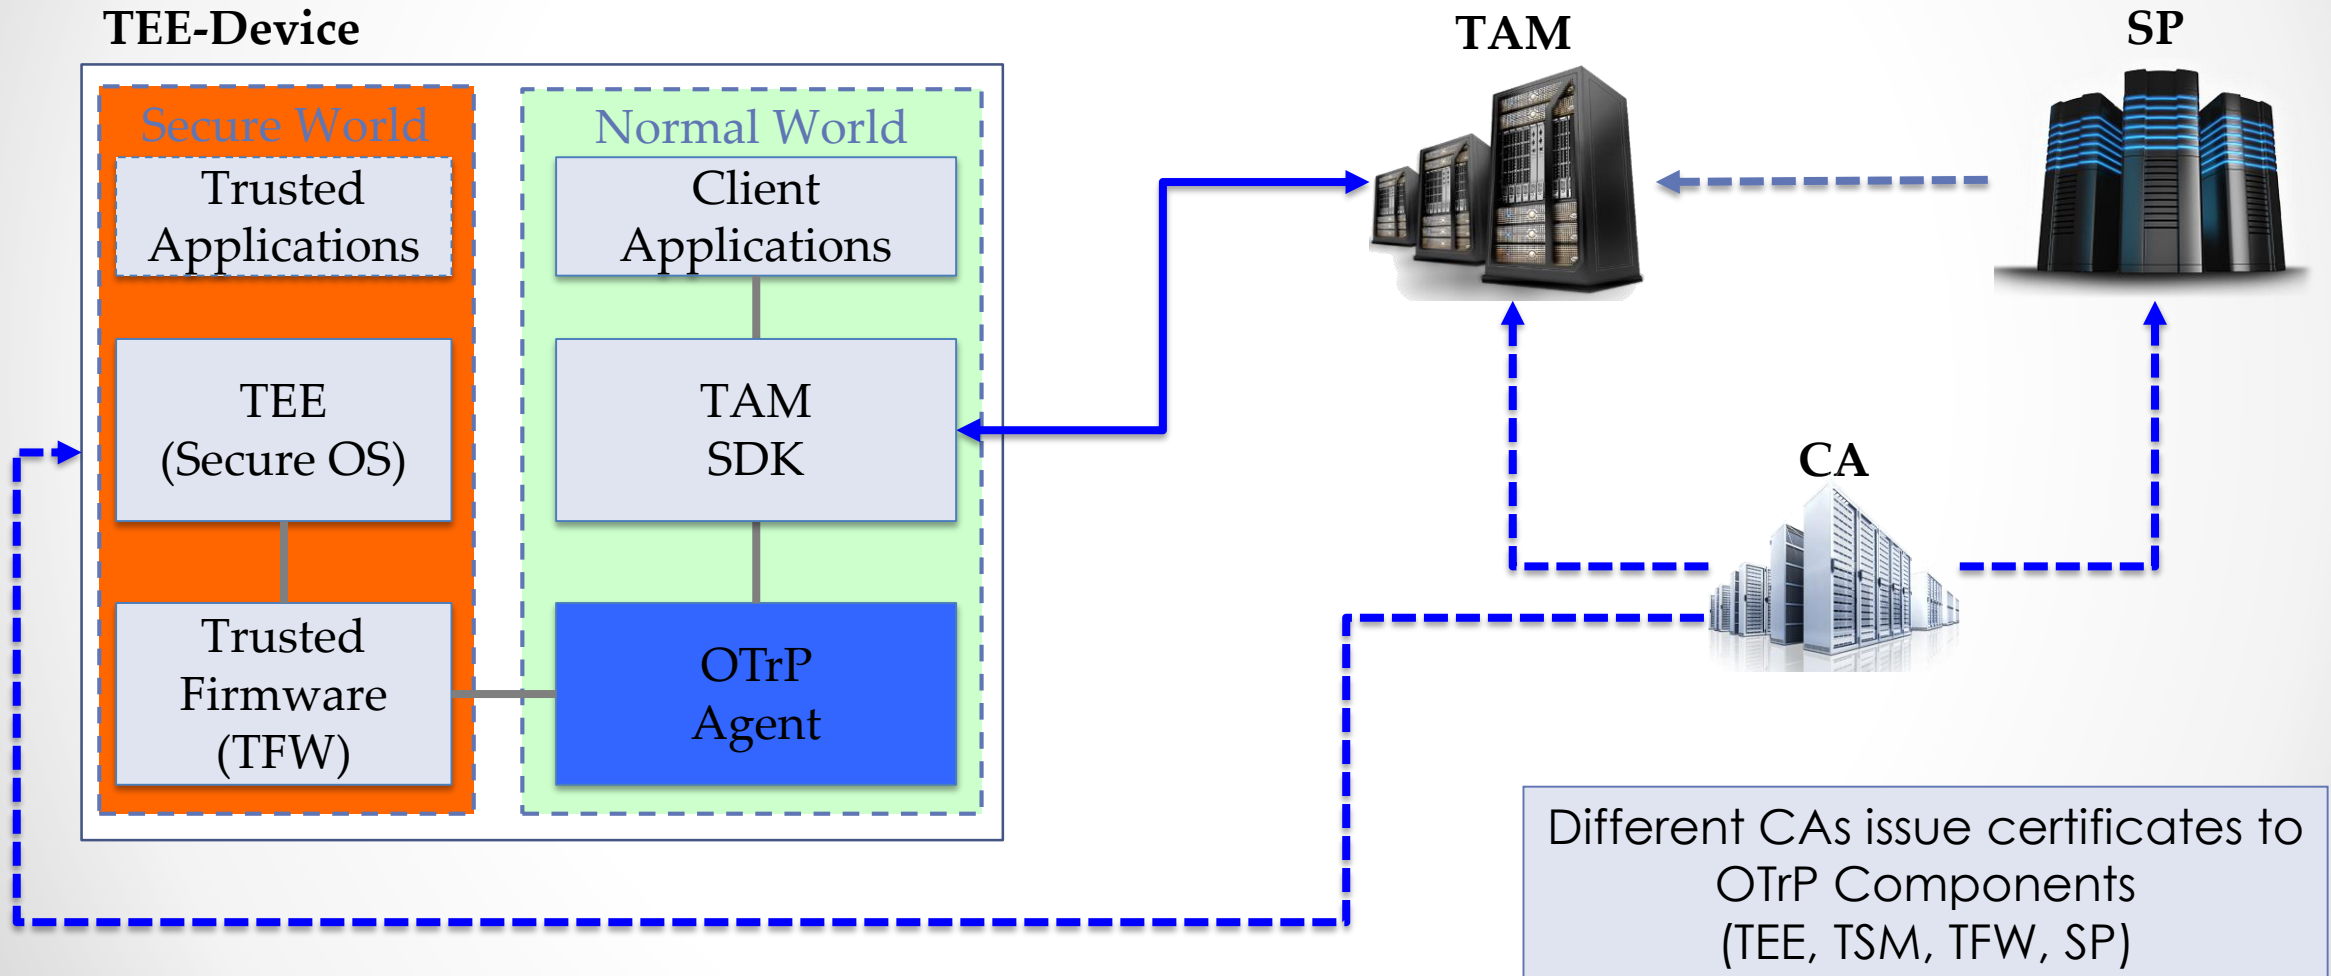 TEE-Device
Secure World
Trusted
Applications
TEE
(Secure OS)
Trusted
Firmware
(TFW)
Normal World
Client
Applications
TAM
SDK
OTrP
Agent
TAM
SP
CA
Different CAs issue certificates to
OTrP Components
(TEE, TSM, TFW, SP)